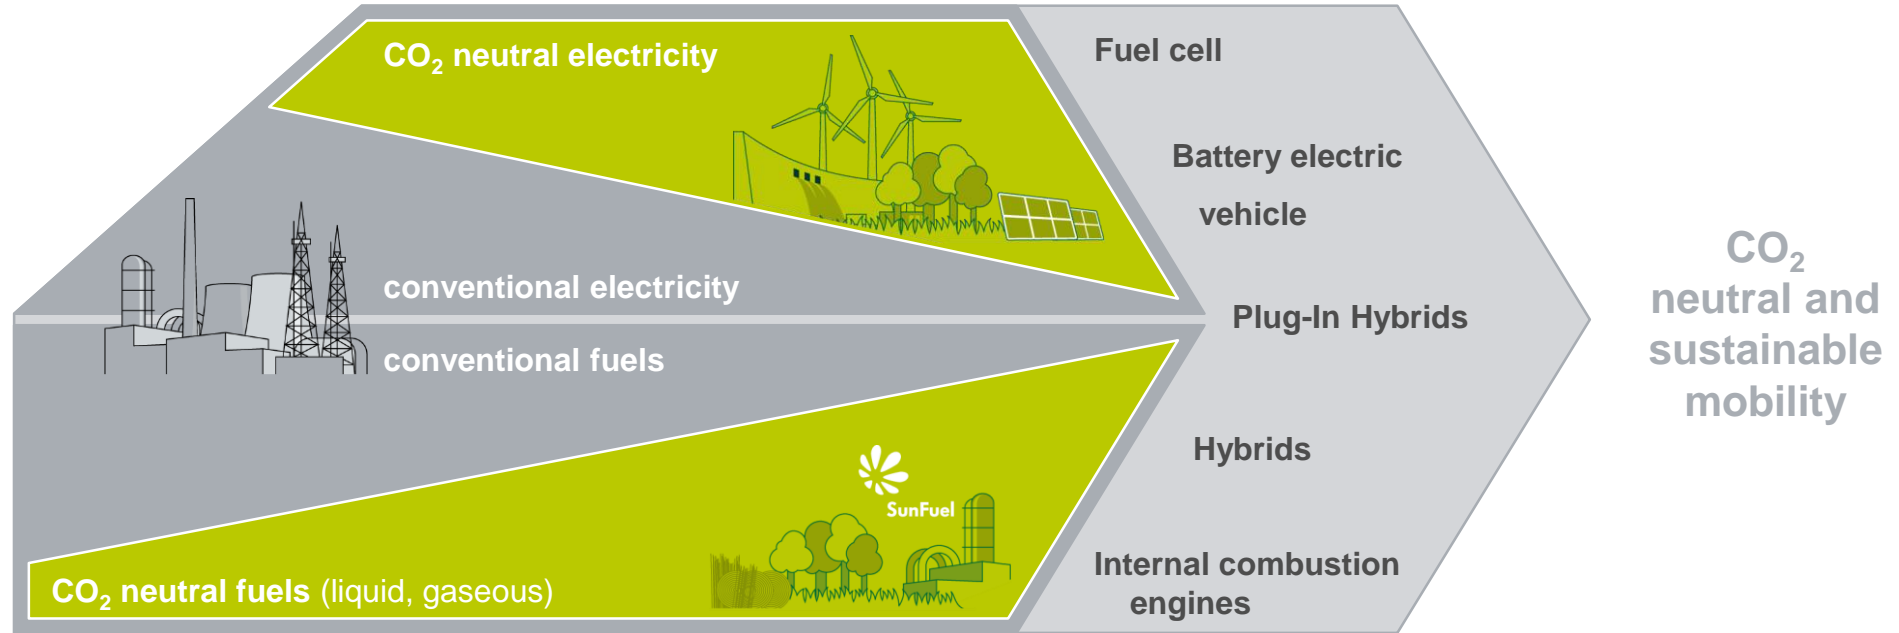 CO₂ neutral electricity
conventional electricity
conventional fuels
SunFuel
CO₂ neutral fuels (liquid, gaseous)
Fuel cell
Battery electric
vehicle
Plug-In Hybrids
Hybrids
Internal combustion
engines
CO₂
neutral and
sustainable
mobility